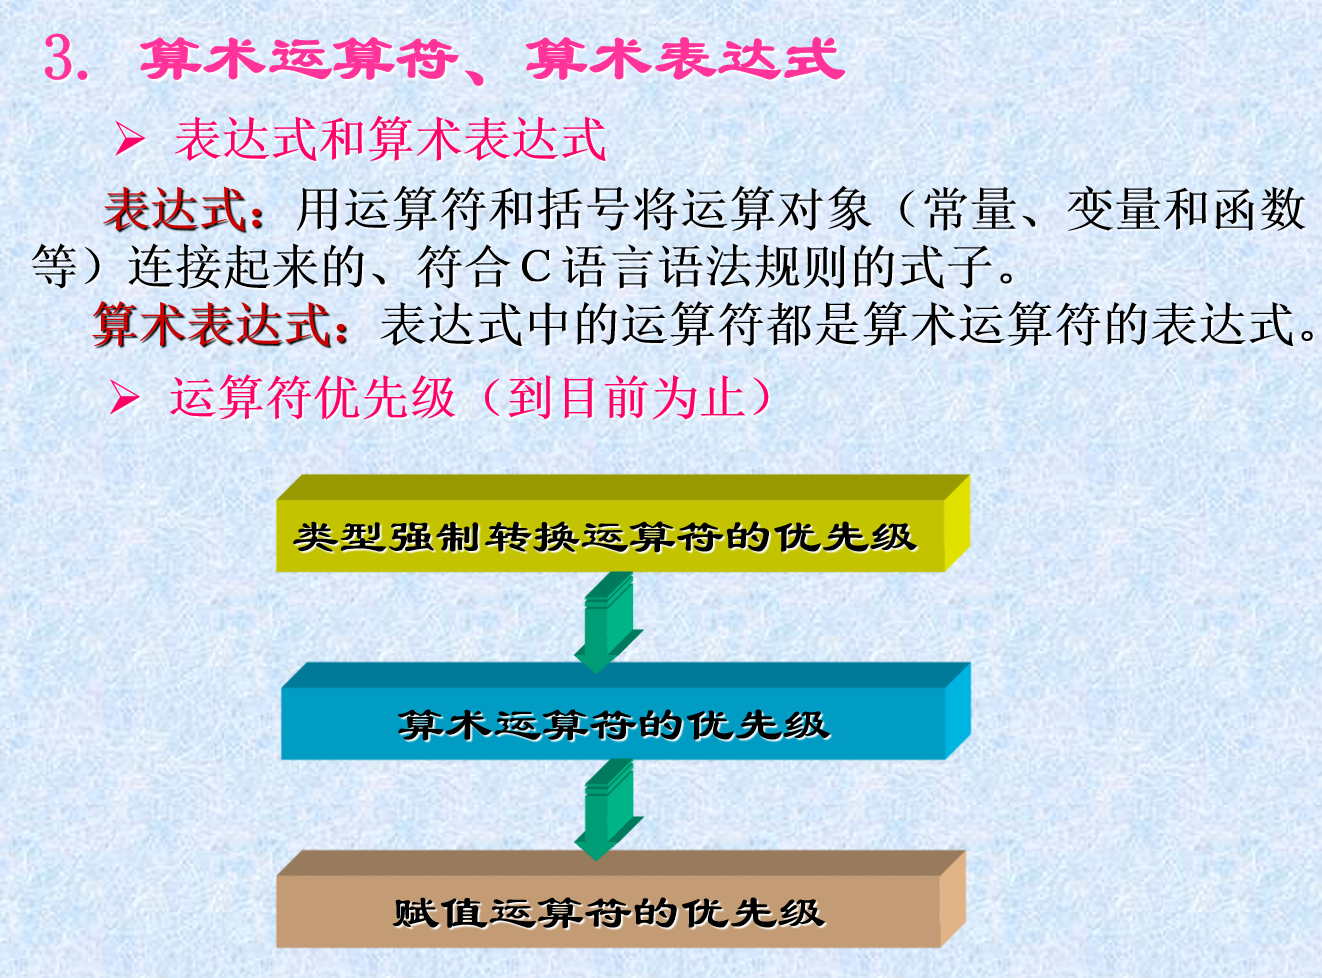 3. 算术运算符、算术表达式
表达式和算术表达式
表达式：用运算符和括号将运算对象（常量、变量和函数
等）连接起来的、符合C语言语法规则的式子。
算术表达式：表达式中的运算符都是算术运算符的表达式。
运算符优先级（到目前为止）
类型强制转换运算符的优先级
算术运算符的优先级
赋值运算符的优先级